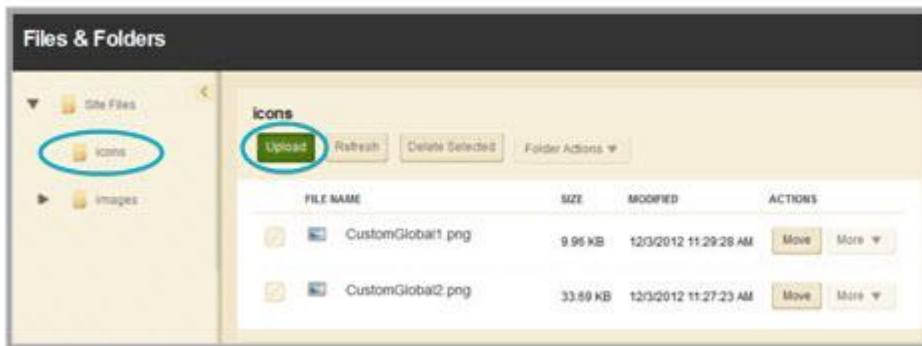 Files & Folders
Site Files
icons
images
icons
Upload Refresh Delete Selected Folder Actions
FILE NAME SIZE MODIFIED ACTIONS
CustomGlobal1.png 9.96 KB 12/3/2012 11:29:28 AM Move More
CustomGlobal2.png 33.69 KB 12/3/2012 11:27:23 AM Move More